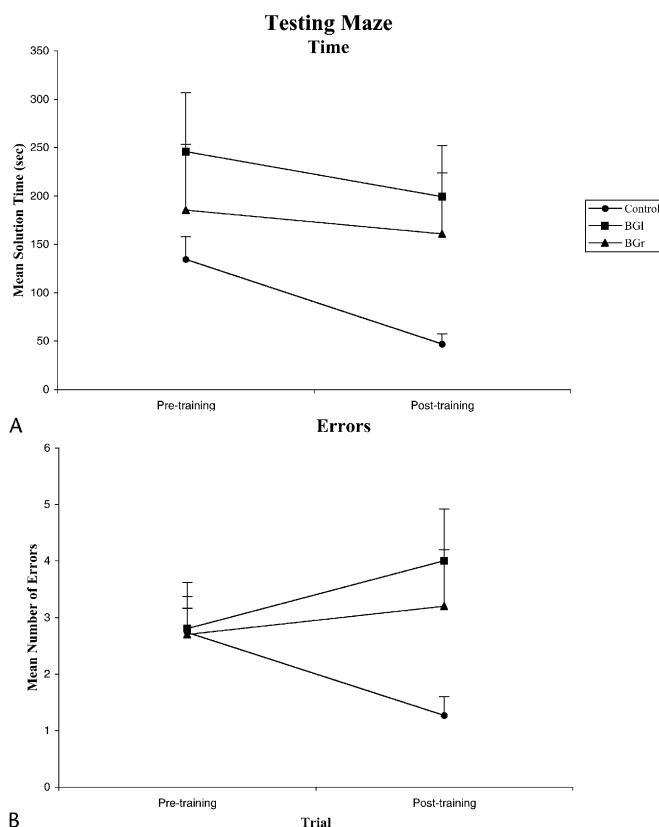 Testing Maze
Time
350
300
250
200
150
100
50
0
Mean Solution Time (sec)
Pre-training
Post-training
Control
BGl
BGr
A
Errors
6
5
4
3
2
1
0
Mean Number of Errors
Pre-training
Post-training
B
Trial